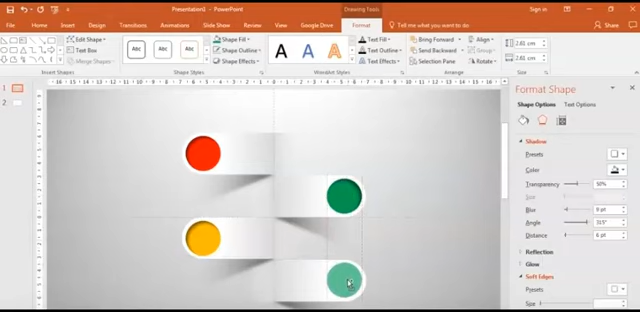 Presentation1 - PowerPoint
Drawing Tools
Sign in
File Home Insert Design Transitions Animations Slide Show Review View Google Drive Format Tell me what you want to do Share
Edit Shape
Text Box
Merge Shapes
Insert Shapes
Abc Abc Abc
Shape Fill
Shape Outline
Shape Effects
Shape Styles
A A A
Text Fill
Text Outline
Text Effects
WordArt Styles
Bring Forward Align
Send Backward Group
Selection Pane Rotate
Arrange
2.81 cm
2.81 cm
Size
1
2
Format Shape
Shape Options Text Options
Shadow
Presets
Color
Transparency 50%
Size
Blur 0 pt
Angle 315°
Distance 6 pt
Reflection
Glow
Soft Edges
Presets
Size